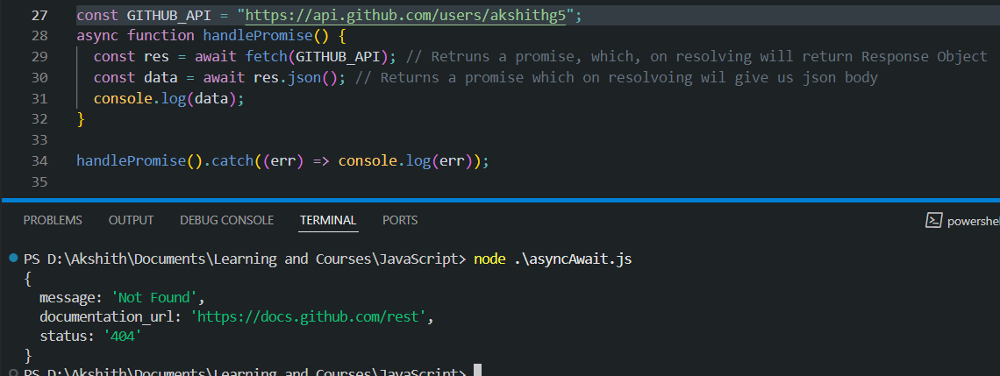 27 const GITHUB_API = "https://api.github.com/users/akshithg5";
28 async function handlePromise() {
29 const res = await fetch(GITHUB_API); // Retruns a promise, which, on resolving will return Response Object
30 const data = await res.json(); // Returns a promise which on resolvoing wil give us json body
31 console.log(data);
32 }
33
34 handlePromise().catch((err) => console.log(err));
35
PROBLEMS OUTPUT DEBUG CONSOLE TERMINAL PORTS powershe
PS D:\Akshith\Documents\Learning and Courses\JavaScript> node .\asyncAwait.js
{
message: 'Not Found',
documentation_url: 'https://docs.github.com/rest',
status: '404'
}
PS D:\Akshith\Documents\Learning and Courses\JavaScript>